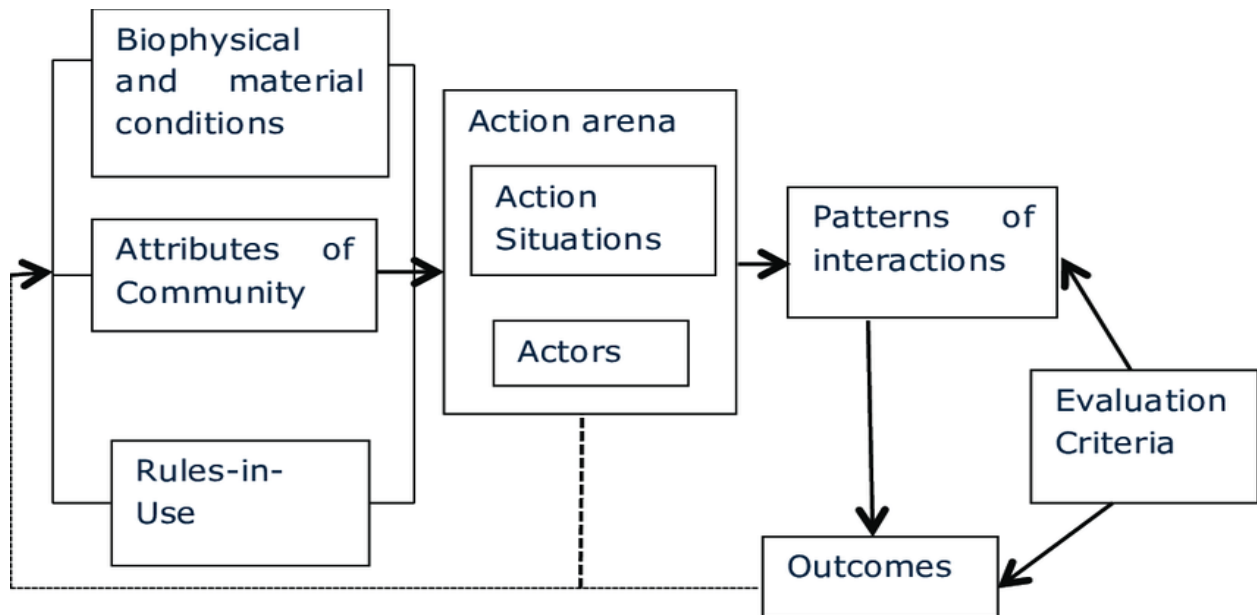 Biophysical
and material
conditions
Attributes of
Community
Rules-in-
Use
Action arena
Action
Situations
Actors
Patterns of
interactions
Evaluation
Criteria
Outcomes